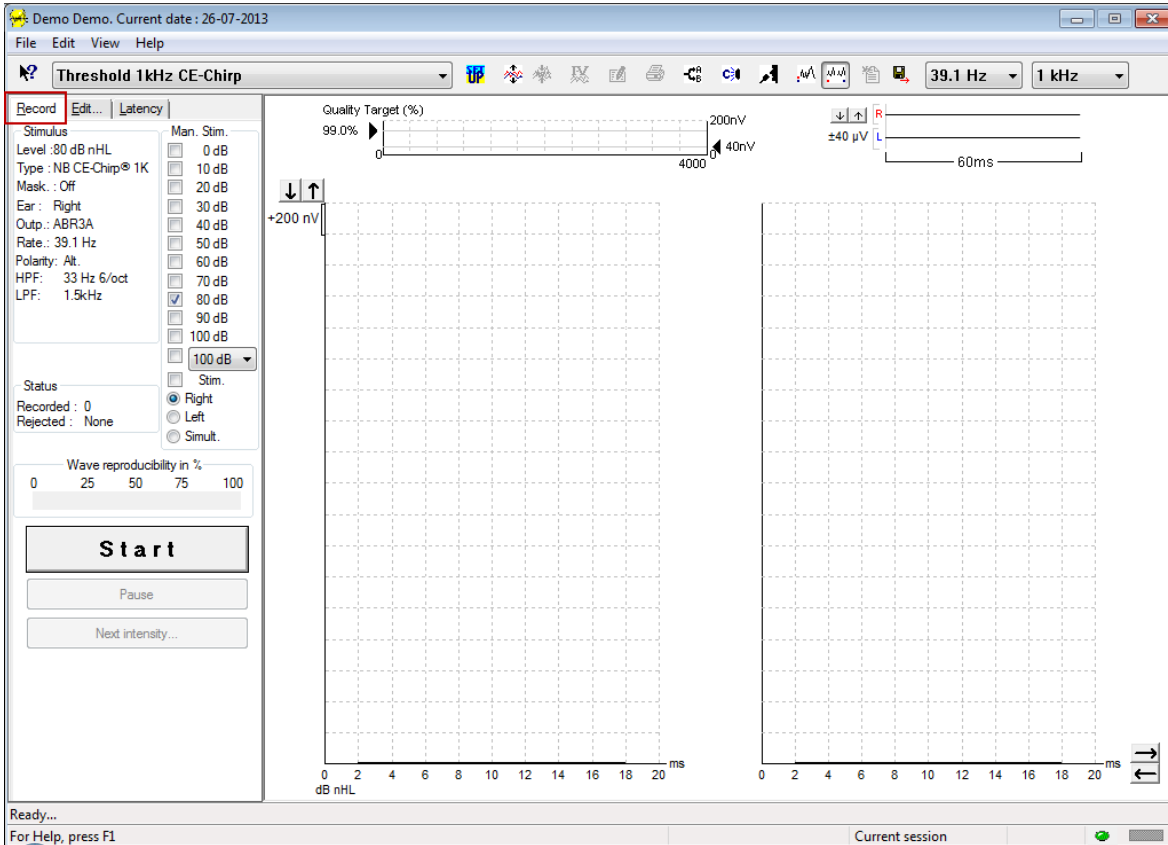 Demo Demo. Current date : 26-07-2013
File Edit View Help
Threshold 1kHz CE-Chirp
UP
IV
A
B
39.1 Hz
1 kHz
Record Edit... Latency
Stimulus
Level :80 dB nHL
Type : NB CE-Chirp® 1K
Mask. : Off
Ear : Right
Outp.: ABR3A
Rate.: 39.1 Hz
Polarity: Alt.
HPF: 33 Hz 6/oct
LPF: 1.5kHz
Man. Stim.
0 dB
10 dB
20 dB
30 dB
40 dB
50 dB
60 dB
70 dB
80 dB
90 dB
100 dB
100 dB
Stim.
Right
Left
Simult.
Status
Recorded : 0
Rejected : None
Wave reproducibility in %
0 25 50 75 100
Start
Pause
Next intensity...
Quality Target (%)
99.0%
0
200nV
40nV
0
4000
R
±40 µV L
60ms
+200 nV
0 2 4 6 8 10 12 14 16 18 20 ms
dB nHL
0 2 4 6 8 10 12 14 16 18 20 ms
Ready...
For Help, press F1
Current session